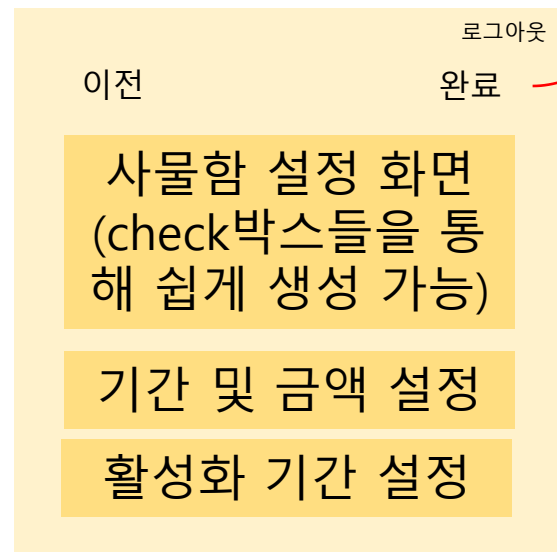 로그아웃
이전 완료
사물함 설정 화면
(check박스들을 통
해 쉽게 생성 가능)
기간 및 금액 설정
활성화 기간 설정